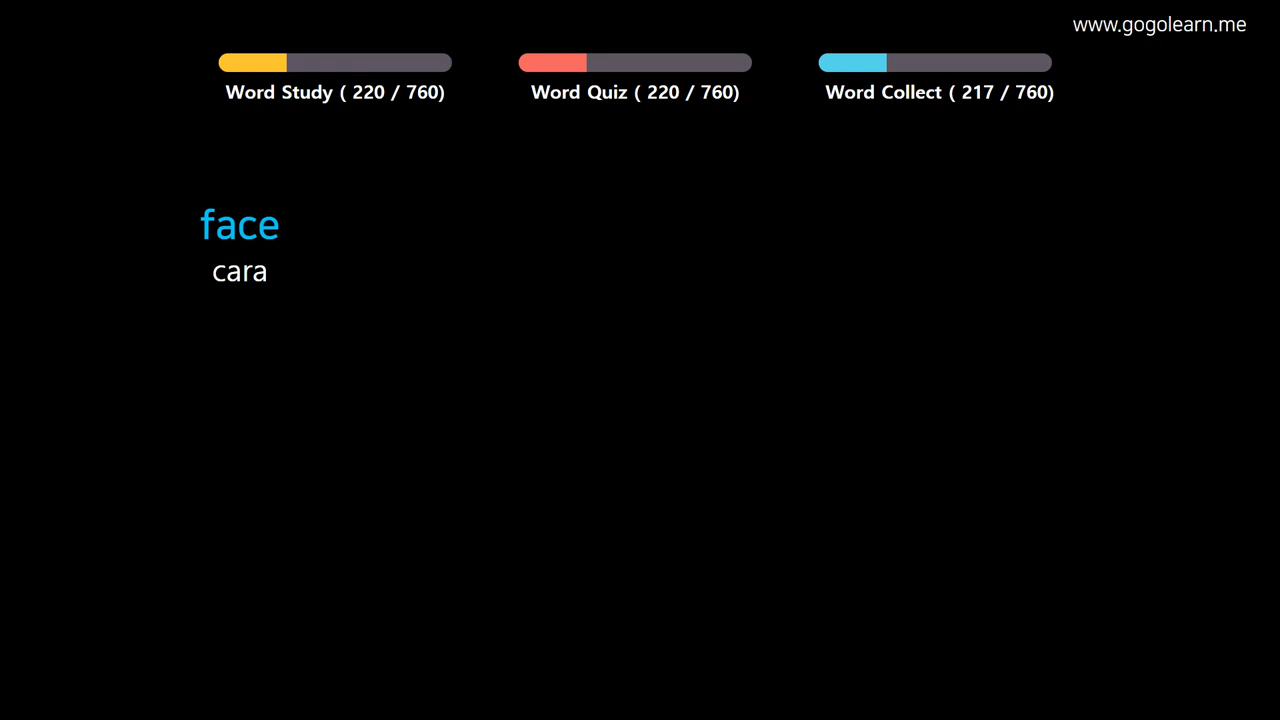 www.gogolearn.me
Word Study ( 220 / 760)
Word Quiz ( 220 / 760)
Word Collect ( 217 / 760)
face
cara